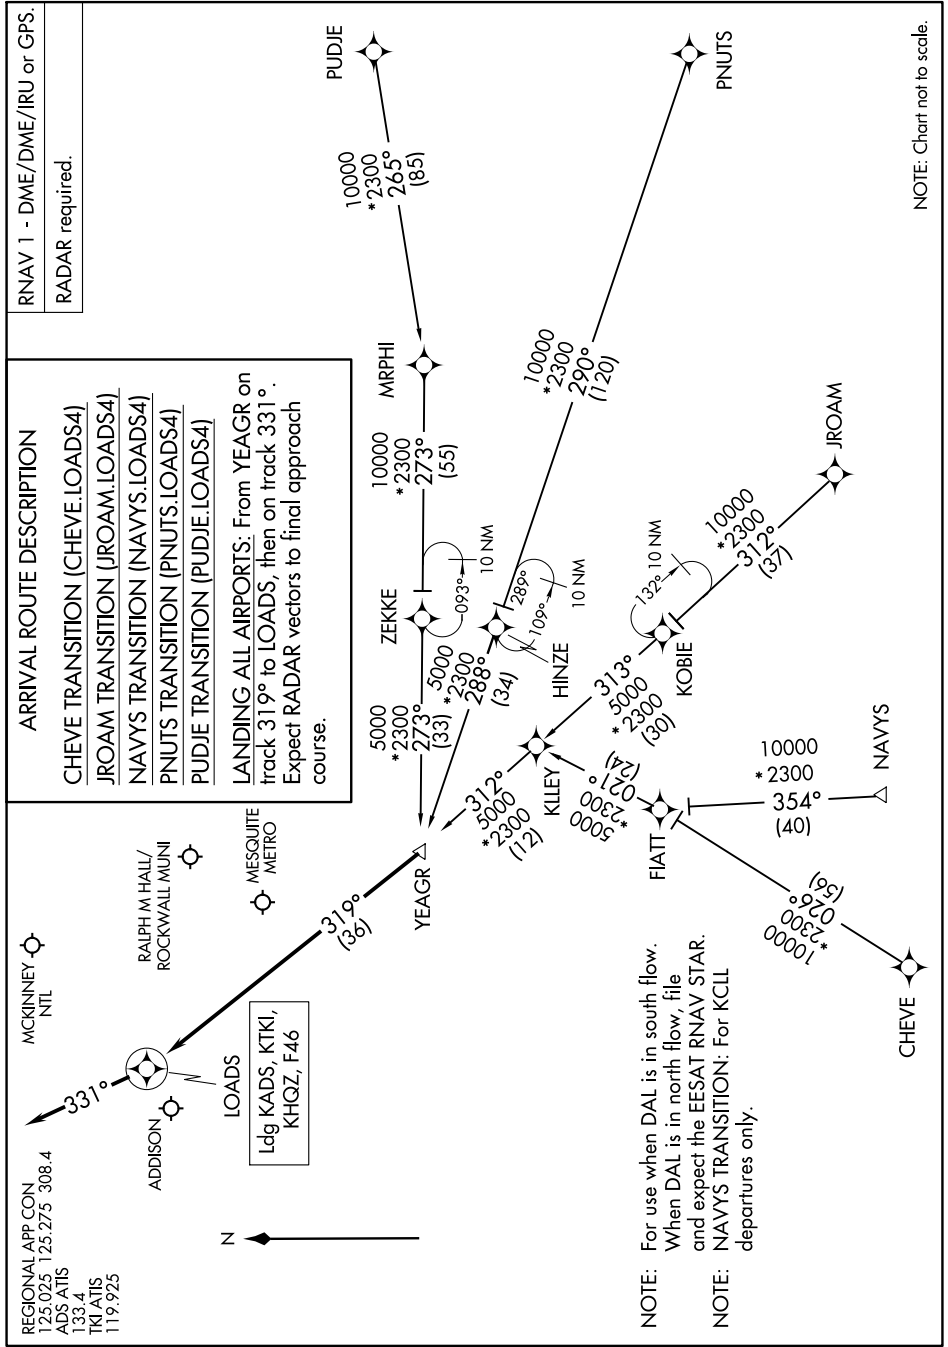 REGIONAL APP CON
125.025 125.275 308.4
ADS ATIS
133.4
TKI ATIS
119.925
MCKINNEY
NTL
RALPH M HALL/
ROCKWALL MUNI
MESQUITE
METRO
ADDISON
331°
LOADS
Ldg KADS, KTKI,
KHQZ, F46
319°
(36)
YEAGR
N
ARRIVAL ROUTE DESCRIPTION
CHEVE TRANSITION (CHEVE.LOADS4)
JROAM TRANSITION (JROAM.LOADS4)
NAVYS TRANSITION (NAVYS.LOADS4)
PNUTS TRANSITION (PNUTS.LOADS4)
PUDJE TRANSITION (PUDJE.LOADS4)
LANDING ALL AIRPORTS: From YEAGR on
track 319° to LOADS, then on track 331°.
Expect RADAR vectors to final approach
course.
RNAV 1 - DME/DME/IRU or GPS.
RADAR required.
PUDJE
10000
*2300
265°
(85)
MRPHI
10000
*2300
273°
(55)
ZEKKE
093°
10 NM
5000
*2300
273°
(33)
PNUTS
10000
*2300
290°
(120)
HINZE
289°
109°
10 NM
5000
*2300
288°
(34)
JROAM
10000
*2300
312°
(37)
KOBIE
132°
10 NM
313°
5000
*2300
(30)
KLLEY
312°
5000
*2300
(12)
5000
*2300
021°
(24)
FIATT
NAVYS
10000
*2300
354°
(40)
CHEVE
10000
*2300
026°
(56)
NOTE: For use when DAL is in south flow.
When DAL is in north flow, file
and expect the EESAT RNAV STAR.
NOTE: NAVYS TRANSITION: For KCLL
departures only.
NOTE: Chart not to scale.